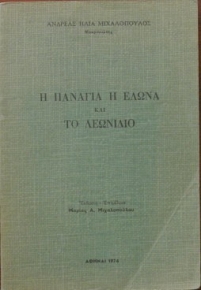 ΑΝΔΡΕΑΣ ΗΛΙΑ ΜΙΧΑΛΟΠΟΥΛΟΣ
Η ΠΑΝΑΓΙΑ Η ΕΛΩΝΑ
ΚΑΙ
ΤΟ ΛΕΩΝΙΔΙΟ
ΑΘΗΝΑΙ 1974